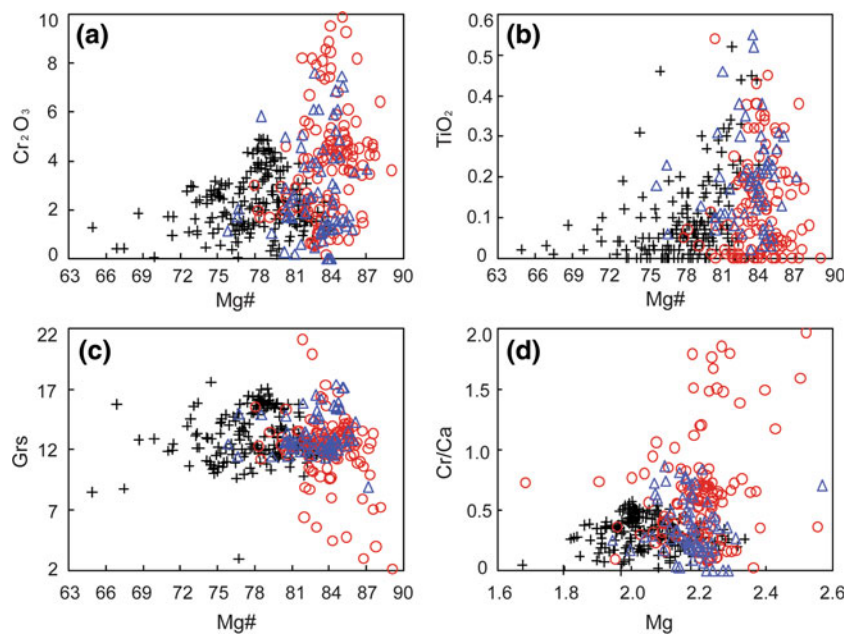 (a)
Cr₂O₃
10
8
6
4
2
0
63 66 69 72 75 78 81 84 87 90
Mg#
(b)
TiO₂
0.6
0.5
0.4
0.3
0.2
0.1
0
63 66 69 72 75 78 81 84 87 90
Mg#
(c)
Grs
22
17
12
7
2
63 66 69 72 75 78 81 84 87 90
Mg#
(d)
Cr/Ca
2.0
1.5
1.0
0.5
0
1.6 1.8 2.0 2.2 2.4 2.6
Mg